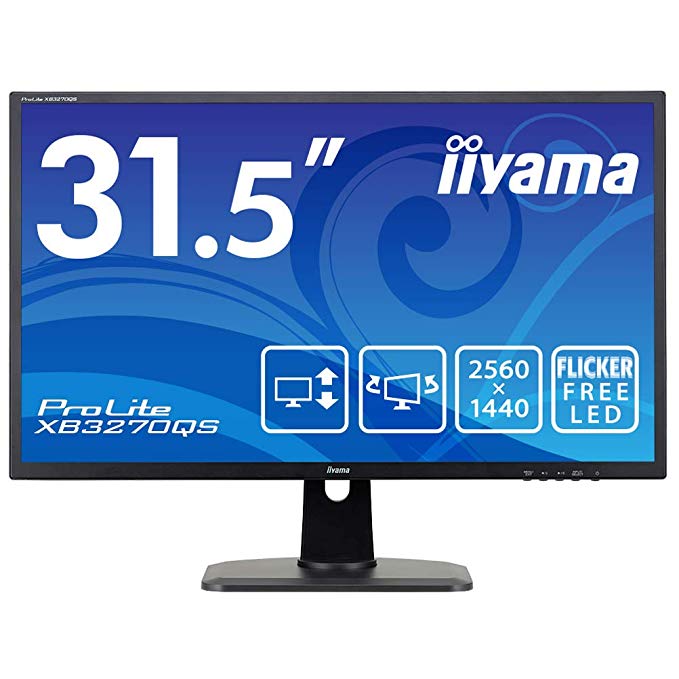 ProLite XB3270QS
31.5"
iiyama
2560
×
1440
FLICKER
FREE
LED
ProLite
XB3270QS
iiyama